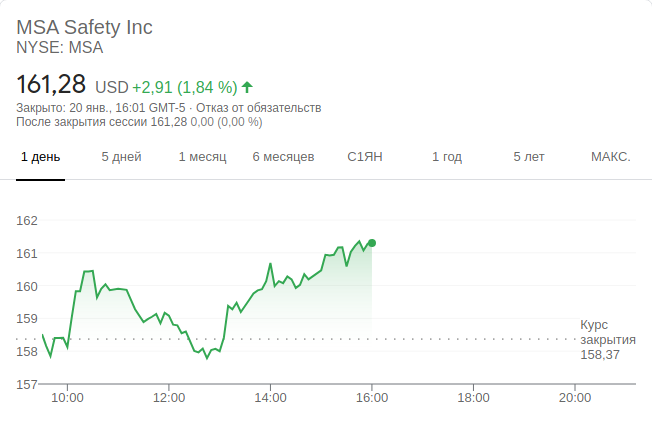 MSA Safety Inc
NYSE: MSA
161,28 USD +2,91 (1,84 %)
Закрыто: 20 янв., 16:01 GMT-5 · Отказ от обязательств
После закрытия сессии 161,28 0,00 (0,00 %)
1 день 5 дней 1 месяц 6 месяцев С1ЯН 1 год 5 лет МАКС.
162
161
160
159
158
157
Курс
закрытия
158,37
10:00 12:00 14:00 16:00 18:00 20:00